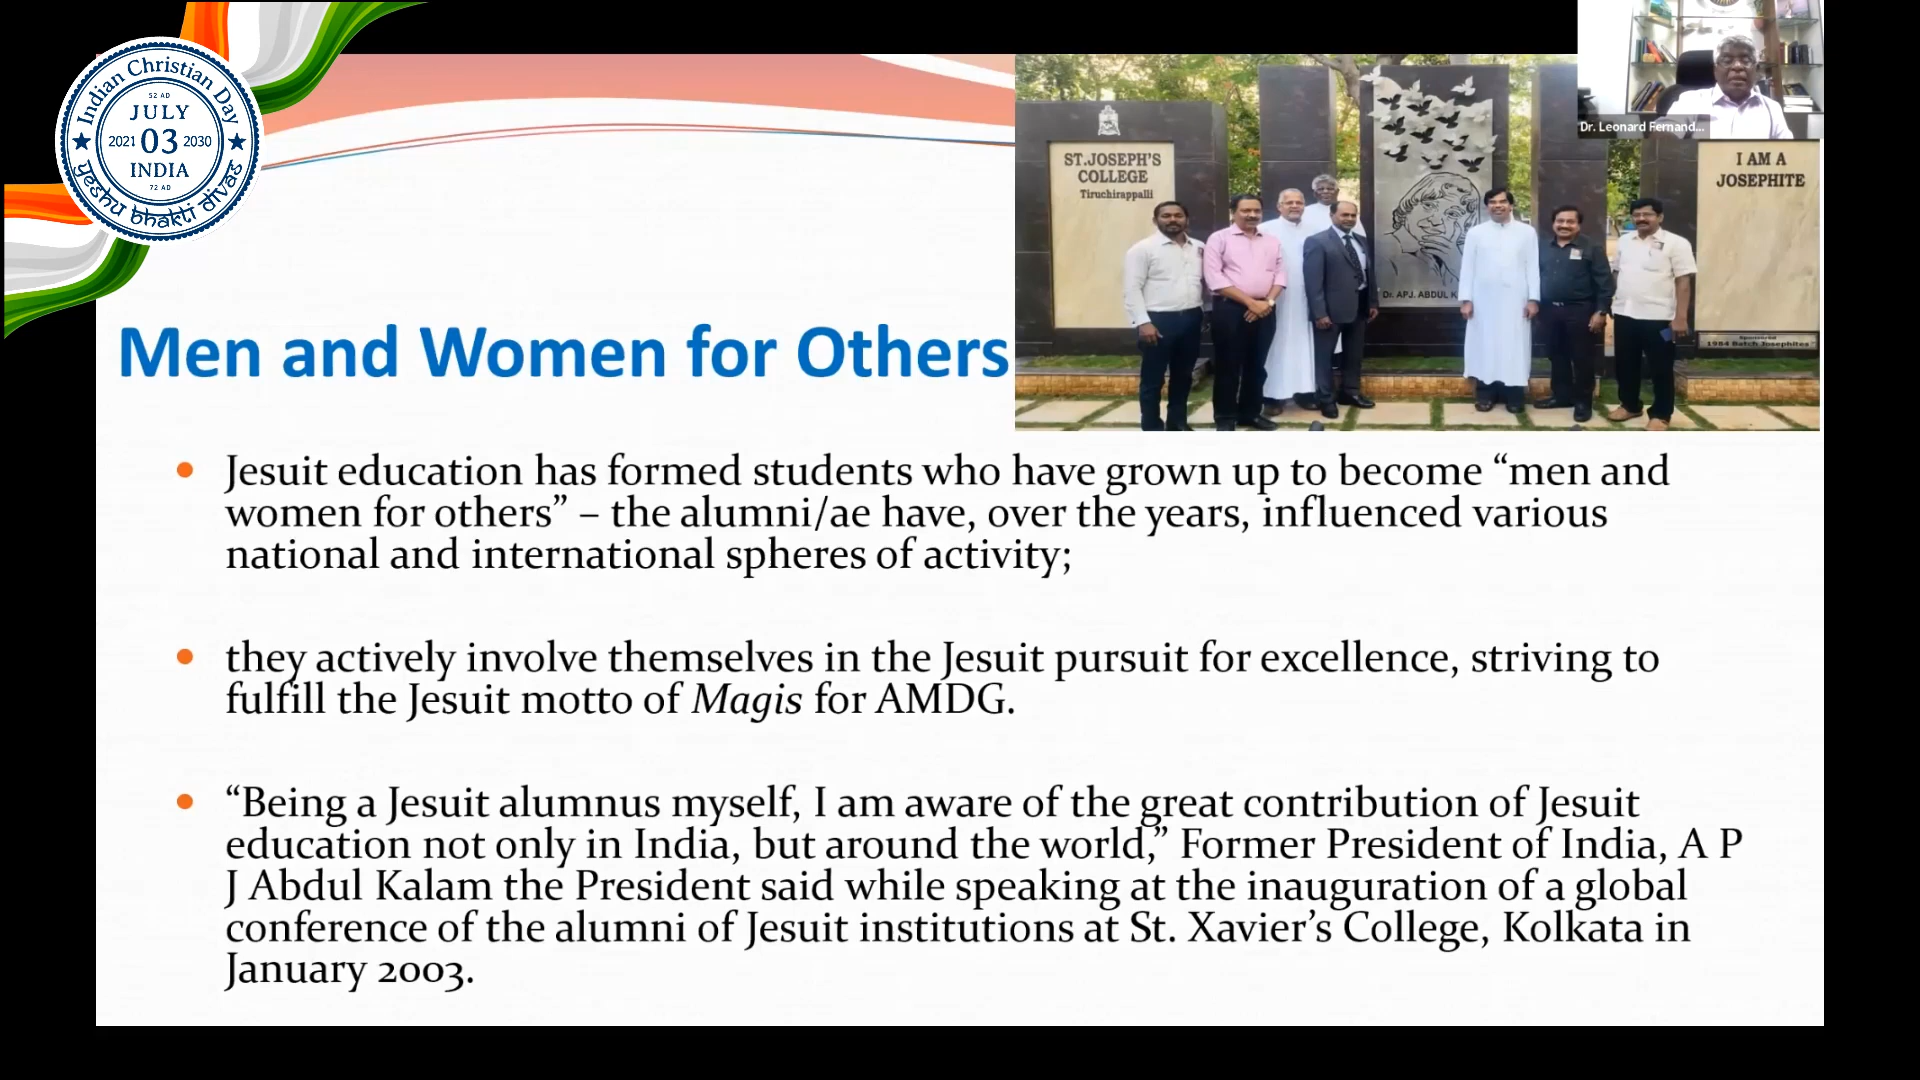 Indian Christian Day
52 AD
JULY
2021 03 2030
INDIA
72 AD
yeshu bhakti divas
ST.JOSEPH'S
COLLEGE
Tiruchirappalli
Dr. APJ. ABDUL K
I AM A
JOSEPHITE
Sponsored
1984 Batch Josephites
Dr. Leonard Fernand...
Men and Women for Others
• Jesuit education has formed students who have grown up to become “men and
women for others” – the alumni/ae have, over the years, influenced various
national and international spheres of activity;
• they actively involve themselves in the Jesuit pursuit for excellence, striving to
fulfill the Jesuit motto of Magis for AMDG.
• “Being a Jesuit alumnus myself, I am aware of the great contribution of Jesuit
education not only in India, but around the world,” Former President of India, A P
J Abdul Kalam the President said while speaking at the inauguration of a global
conference of the alumni of Jesuit institutions at St. Xavier’s College, Kolkata in
January 2003.